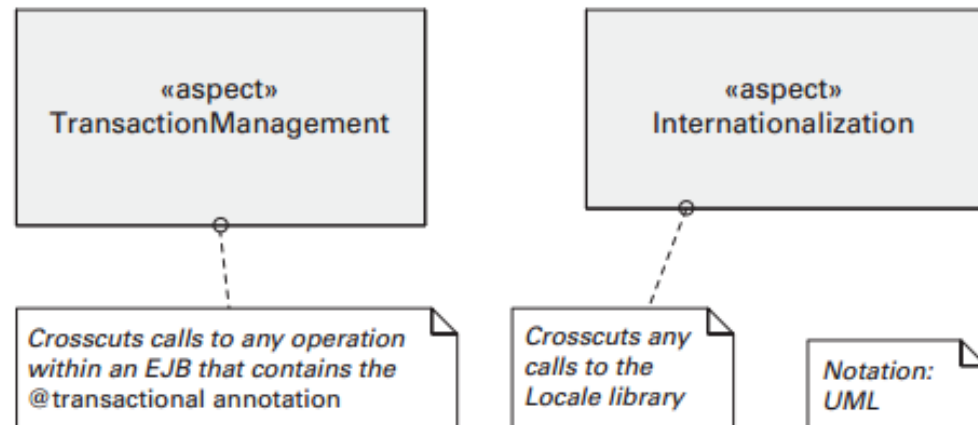 «aspect»
TransactionManagement
«aspect»
Internationalization
Crosscuts calls to any operation
within an EJB that contains the
@transactional annotation
Crosscuts any
calls to the
Locale library
Notation:
UML